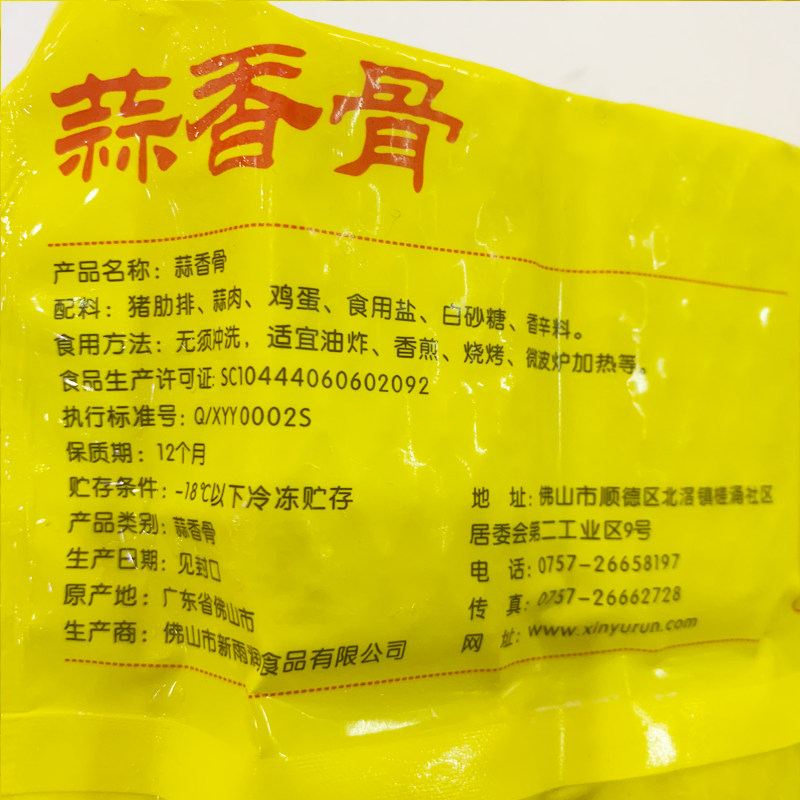 蒜香骨
产品名称：蒜香骨
配料：猪肋排、蒜肉、鸡蛋、食用盐、白砂糖、香辛料。
食用方法：无须冲洗，适宜油炸、香煎、烧烤、微波炉加热等。
食品生产许可证：SC10444060602092
执行标准号：Q/XYY0002S
保质期：12个月
贮存条件：-18℃以下冷冻贮存
产品类别：蒜香骨
生产日期：见封口
原产地：广东省佛山市
生产商：佛山市新雨润食品有限公司
地 址：佛山市顺德区北滘镇槎涌社区
居委会第二工业区9号
电 话：0757-26658197
传 真：0757-26662728
网 址：www.xinyurun.com